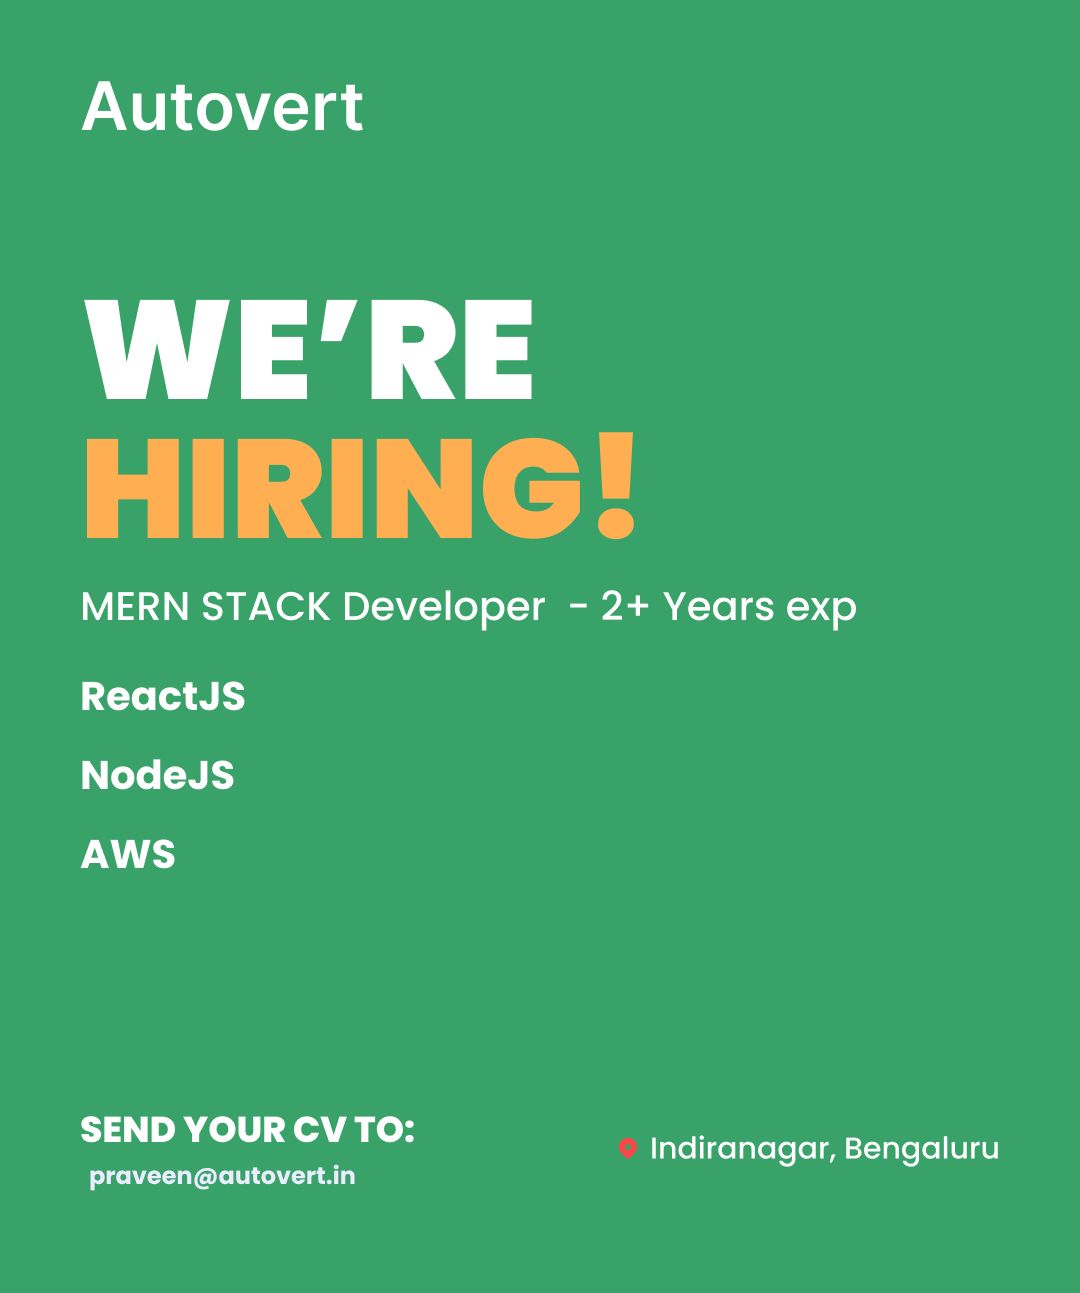 Autovert
WE’RE
HIRING!
MERN STACK Developer  - 2+ Years exp
ReactJS
NodeJS
AWS
SEND YOUR CV TO:
praveen@autovert.in
Indiranagar, Bengaluru